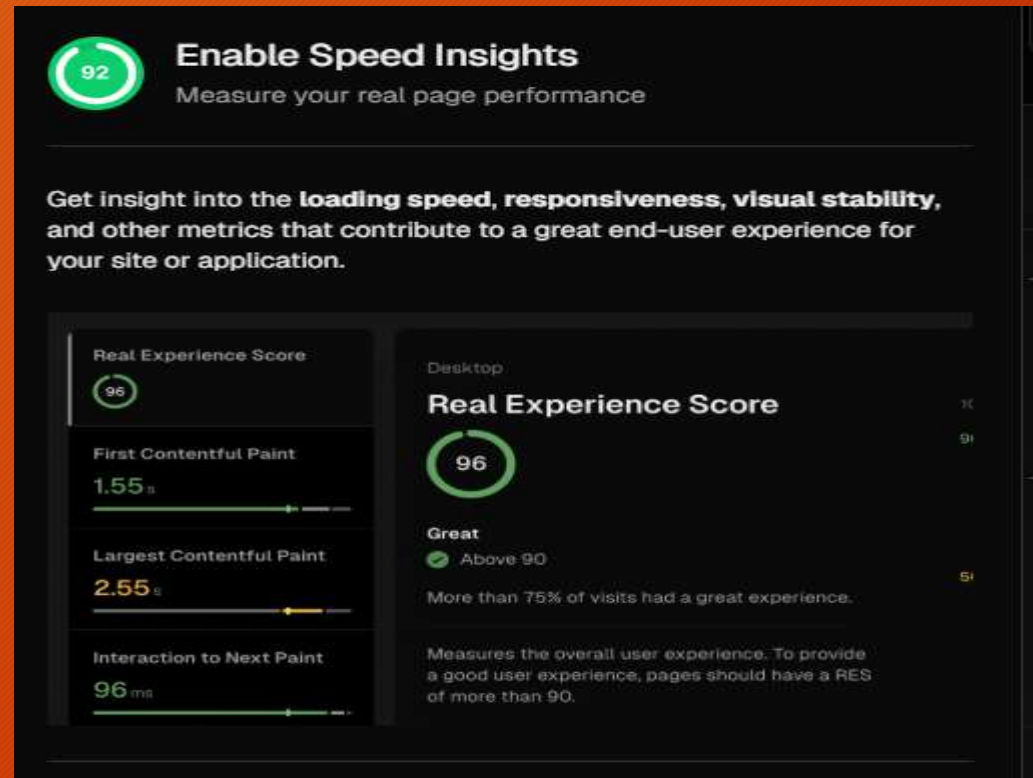 92
Enable Speed Insights
Measure your real page performance
Get insight into the loading speed, responsiveness, visual stability,
and other metrics that contribute to a great end-user experience for
your site or application.
Real Experience Score
96
First Contentful Paint
1.55 s
Largest Contentful Paint
2.55 s
Interaction to Next Paint
96 ms
Desktop
Real Experience Score
96
Great
Above 90
More than 75% of visits had a great experience.
Measures the overall user experience. To provide
a good user experience, pages should have a RES
of more than 90.